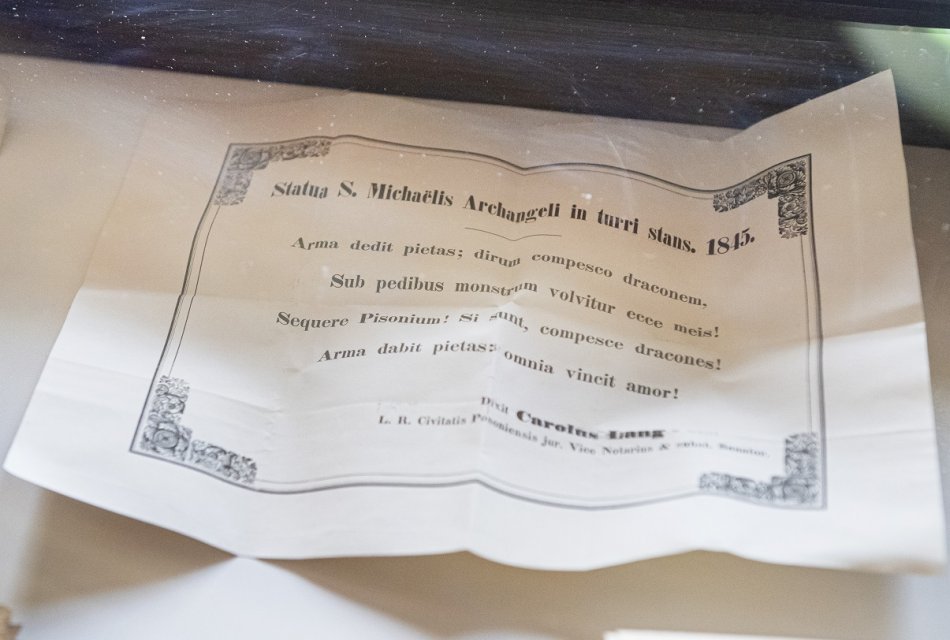 Statua S. Michaëlis Archangeli in turri stans. 1845.
Arma dedit pietas; dirum compesco draconem,
Sub pedibus monstrum volvitur ecce meis!
Sequere Pisonium! Si sunt, compesce dracones!
Arma dabit pietas; omnia vincit amor!
Dixit Carolus Lang
L. R. Civitatis Posoniensis jur. Vice Notarius &